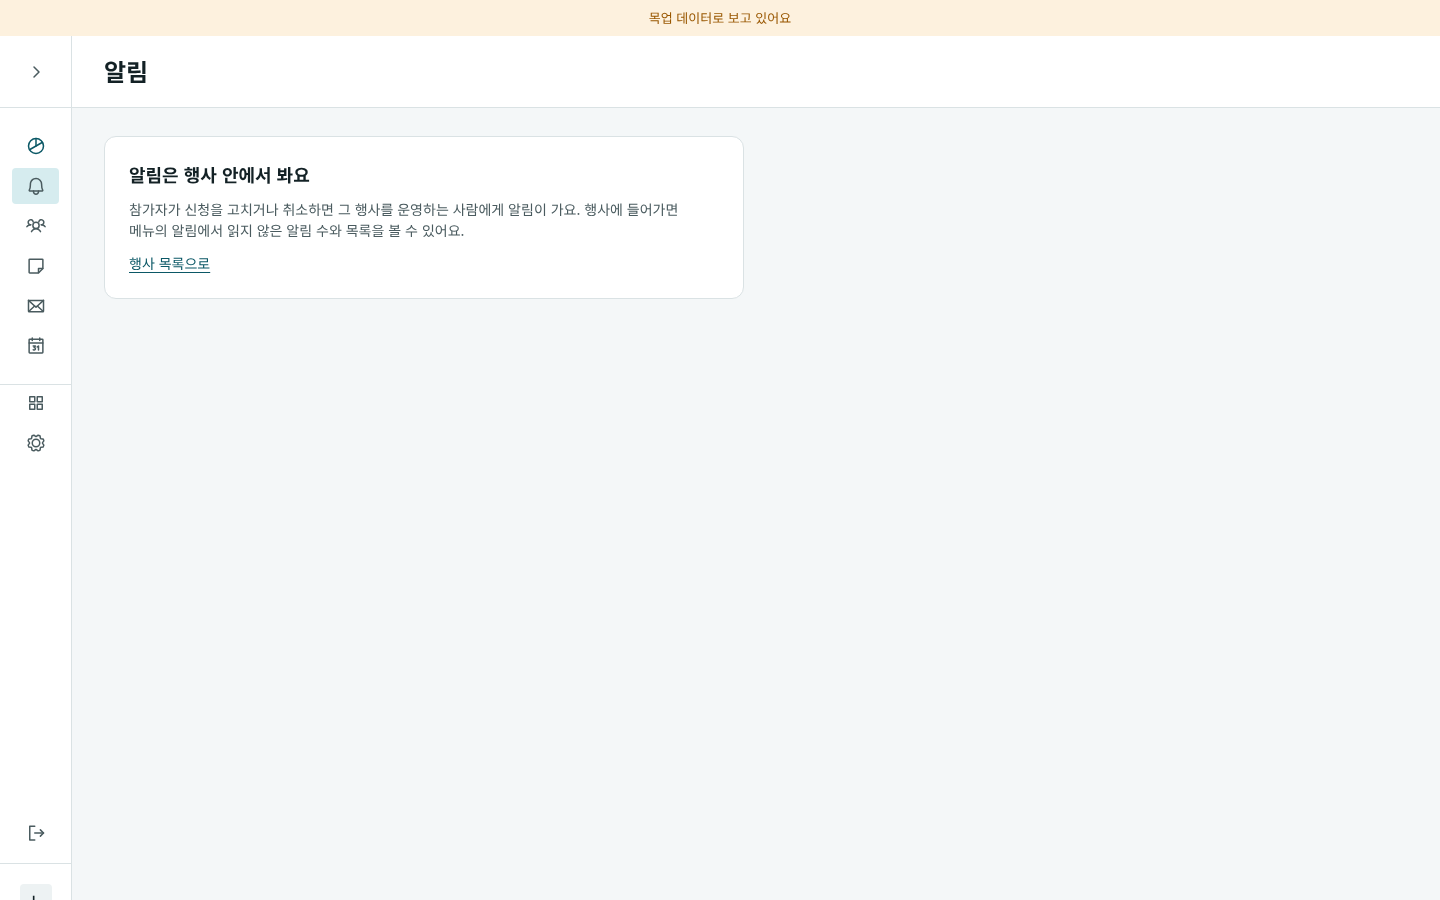 목업 데이터로 보고 있어요
알림
알림은 행사 안에서 봐요
참가자가 신청을 고치거나 취소하면 그 행사를 운영하는 사람에게 알림이 가요. 행사에 들어가면
메뉴의 알림에서 읽지 않은 알림 수와 목록을 볼 수 있어요.
행사 목록으로
31